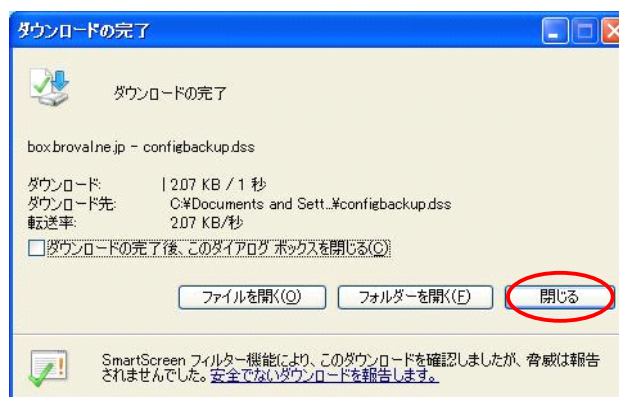 ダウンロードの完了
ダウンロードの完了
box.broval.ne.jp - configbackup.dss
ダウンロード: 2.07 KB / 1 秒
ダウンロード先: C:¥Documents and Sett..¥configbackup.dss
転送率: 2.07 KB/秒
ダウンロードの完了後、このダイアログ ボックスを閉じる(C)
ファイルを開く(O) フォルダーを開く(F) 閉じる
SmartScreen フィルター機能により、このダウンロードを確認しましたが、脅威は報告
されませんでした。安全でないダウンロードを報告します。